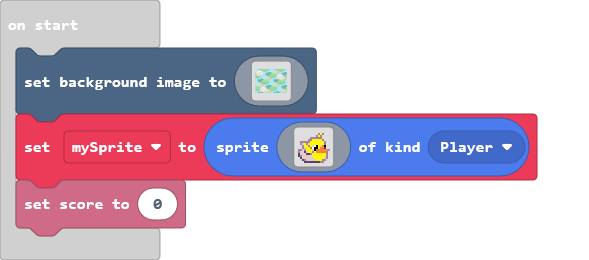 on start
set background image to
set mySprite to sprite of kind Player
set score to 0